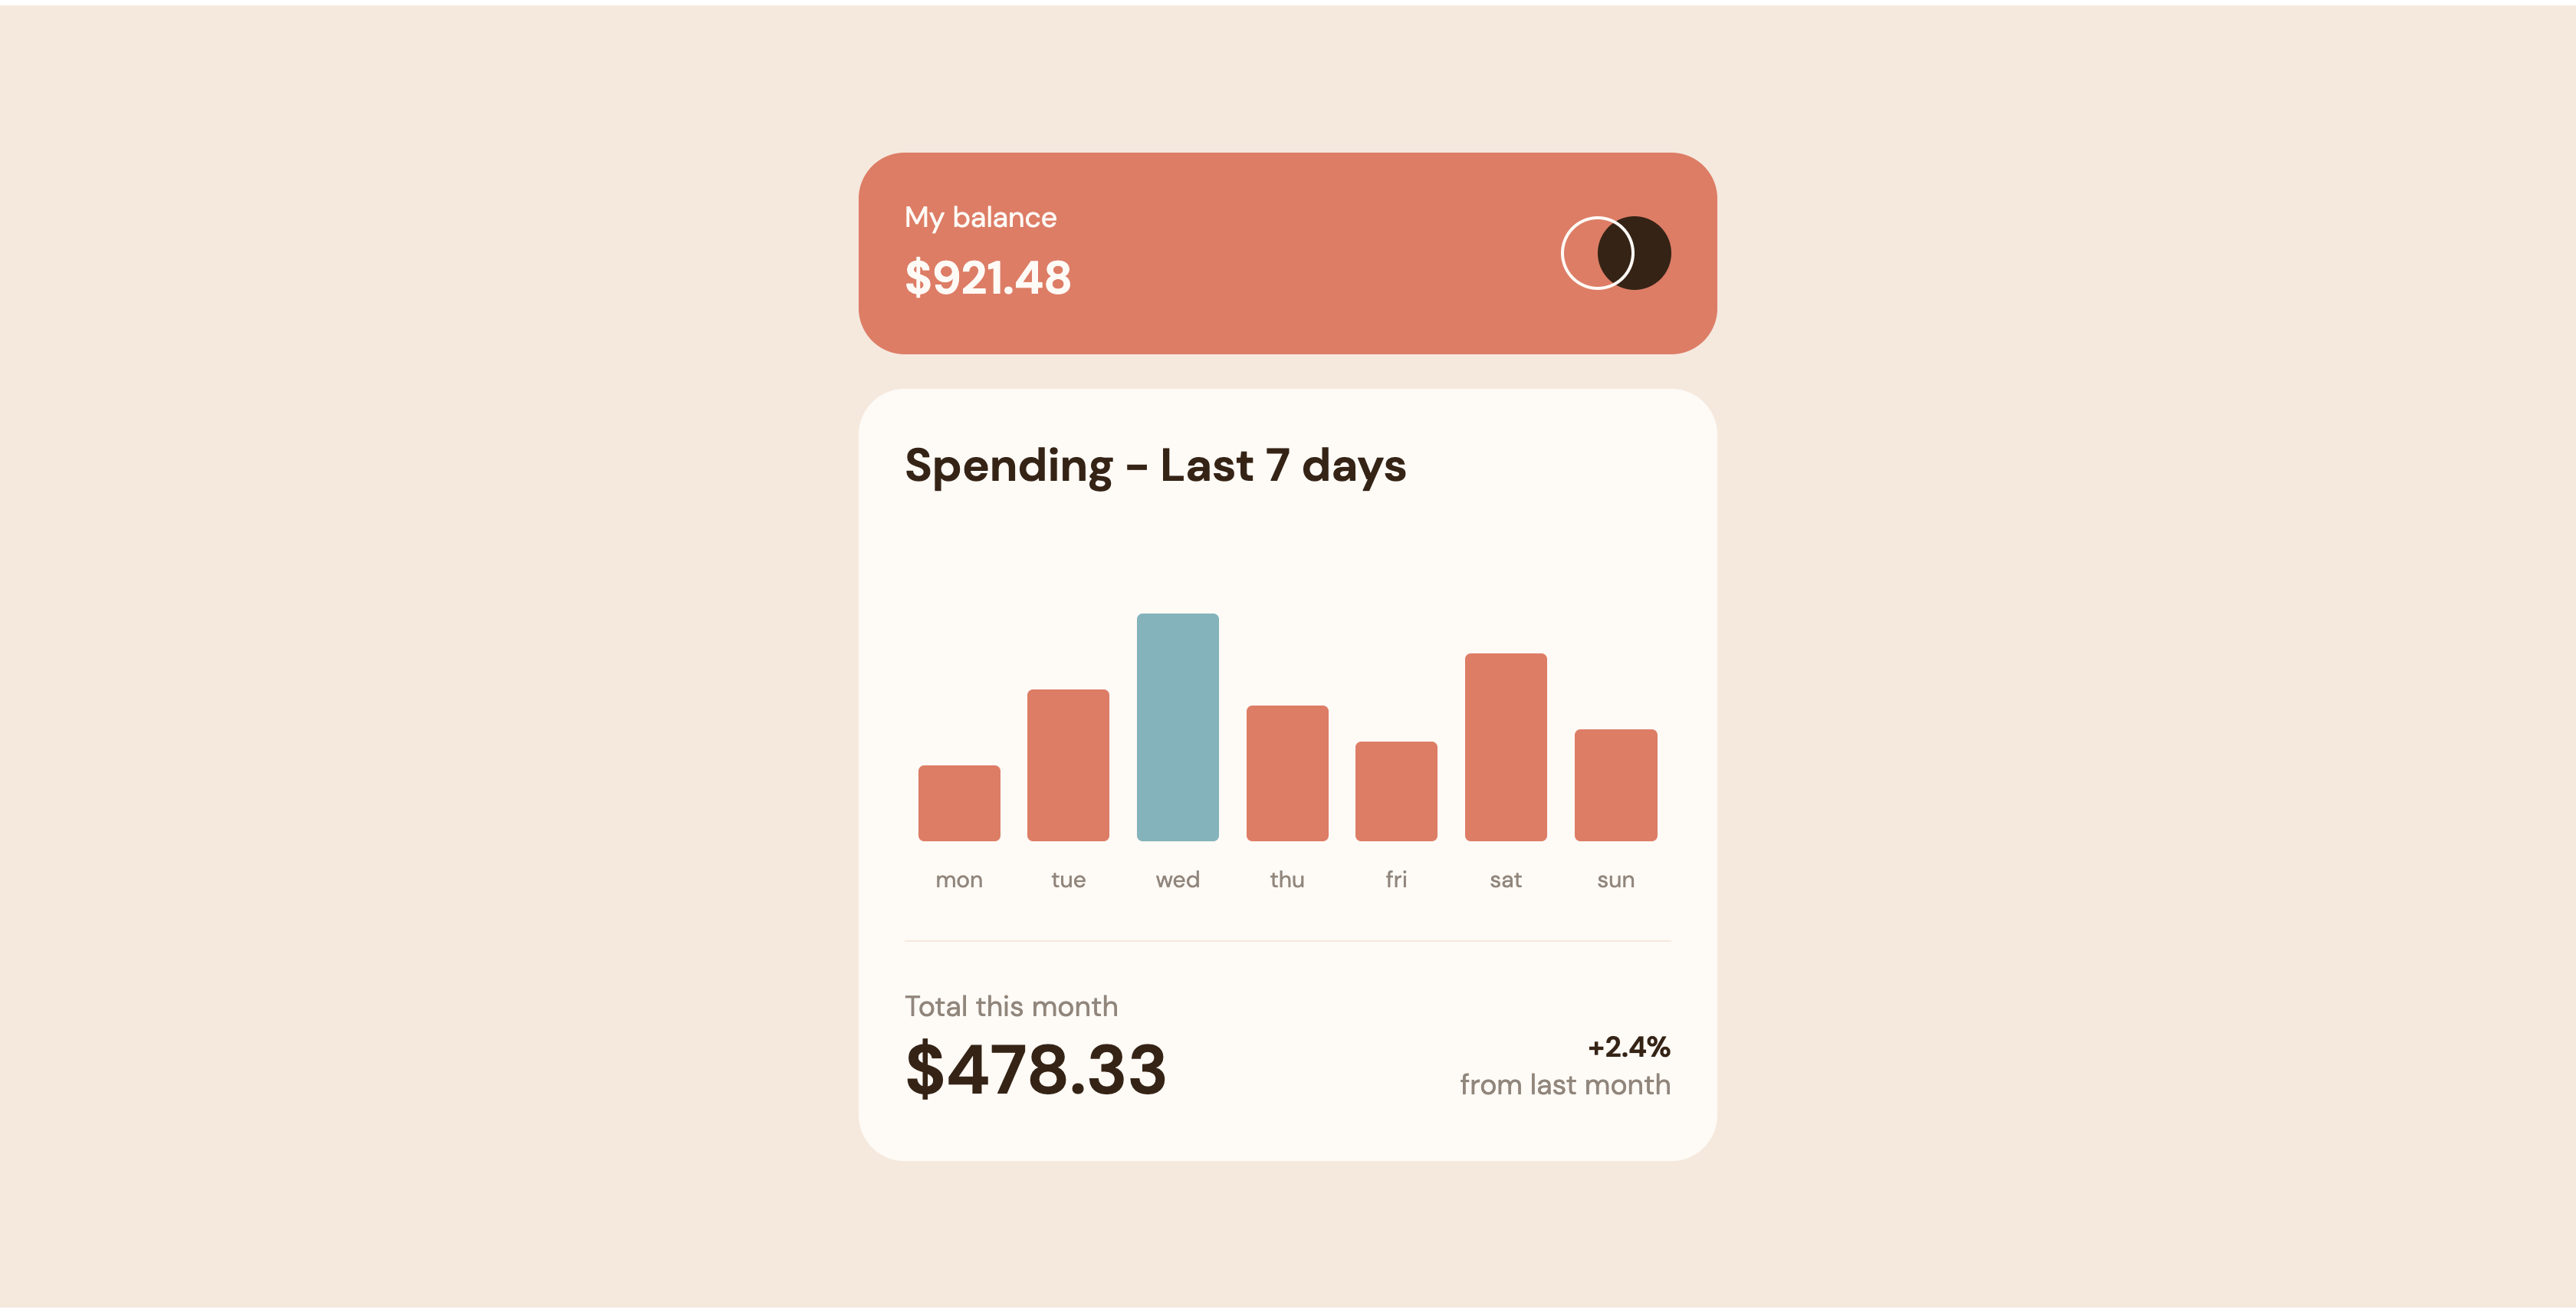 My balance
$921.48
Spending - Last 7 days
mon tue wed thu fri sat sun
Total this month
$478.33
+2.4%
from last month